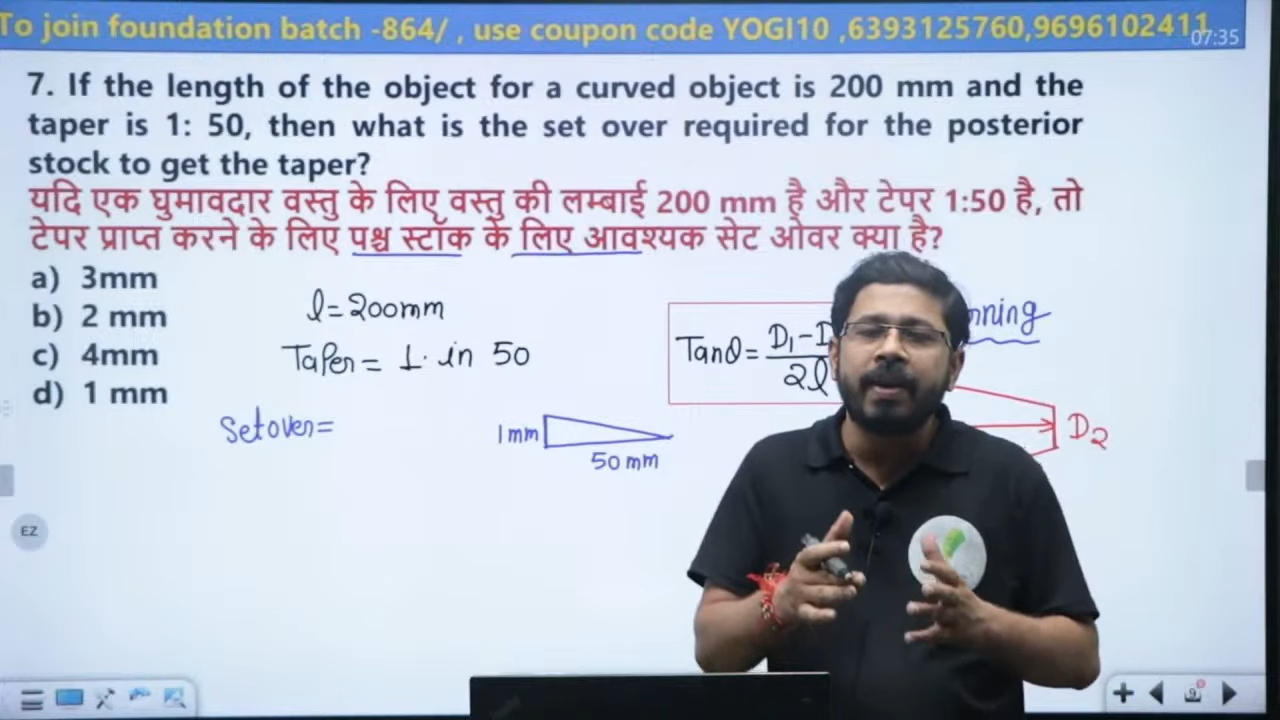 To join foundation batch -864/ , use coupon code YOGI10 ,6393125760,9696102411
07:35
7. If the length of the object for a curved object is 200 mm and the
taper is 1: 50, then what is the set over required for the posterior
stock to get the taper?
यदि एक घुमावदार वस्तु के लिए वस्तु की लम्बाई 200 mm है और टेपर 1:50 है, तो
टेपर प्राप्त करने के लिए पश्च स्टॉक के लिए आवश्यक सेट ओवर क्या है?
a) 3mm
b) 2 mm
c) 4mm
d) 1 mm
l=200mm
Taper= 1 in 50
Setover=
1mm
50mm
Tanθ= D₁-D
2l
D₂
EZ